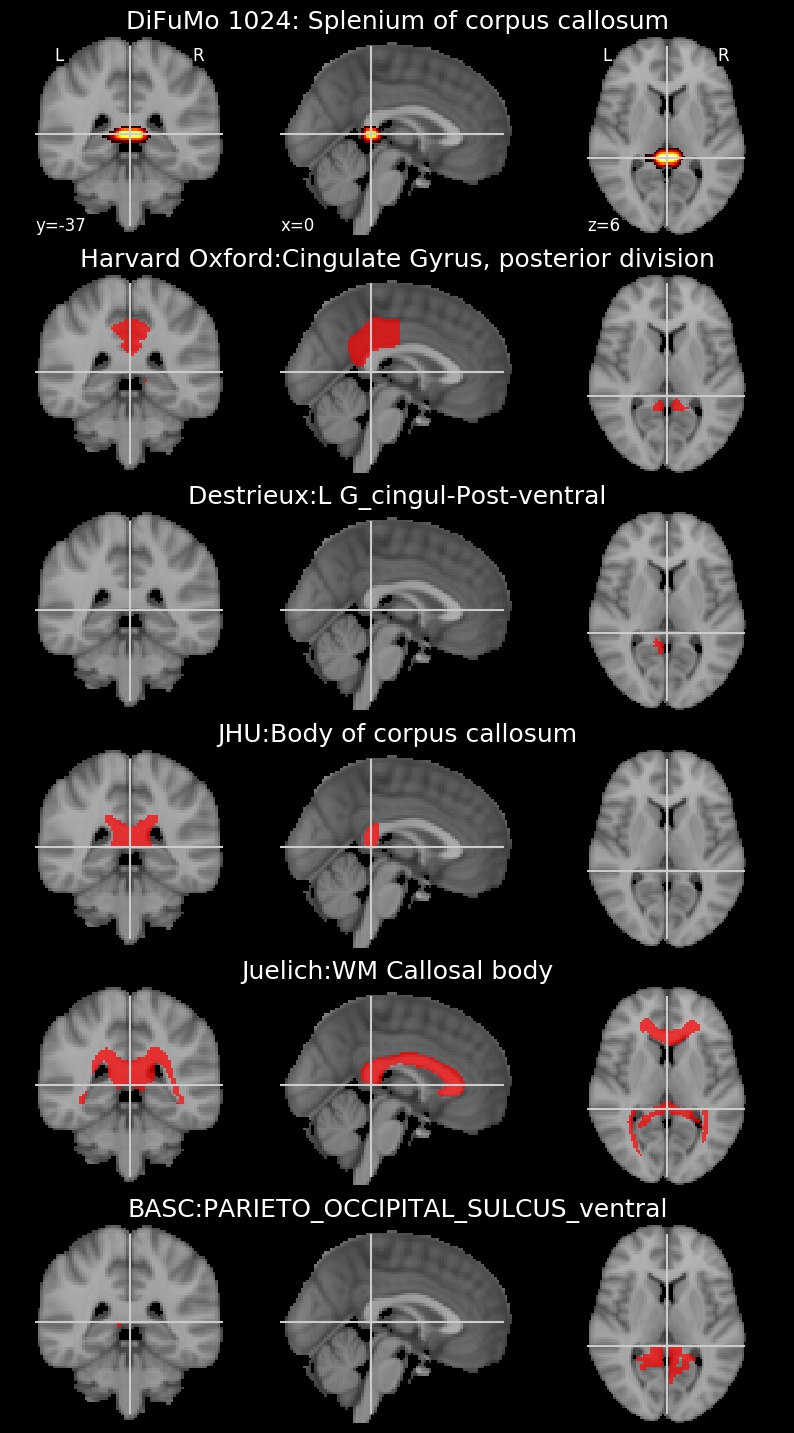 DiFuMo 1024: Splenium of corpus callosum
L R L R
y=-37 x=0 z=6
Harvard Oxford:Cingulate Gyrus, posterior division
Destrieux:L G_cingul-Post-ventral
JHU:Body of corpus callosum
Juelich:WM Callosal body
BASC:PARIETO_OCCIPITAL_SULCUS_ventral